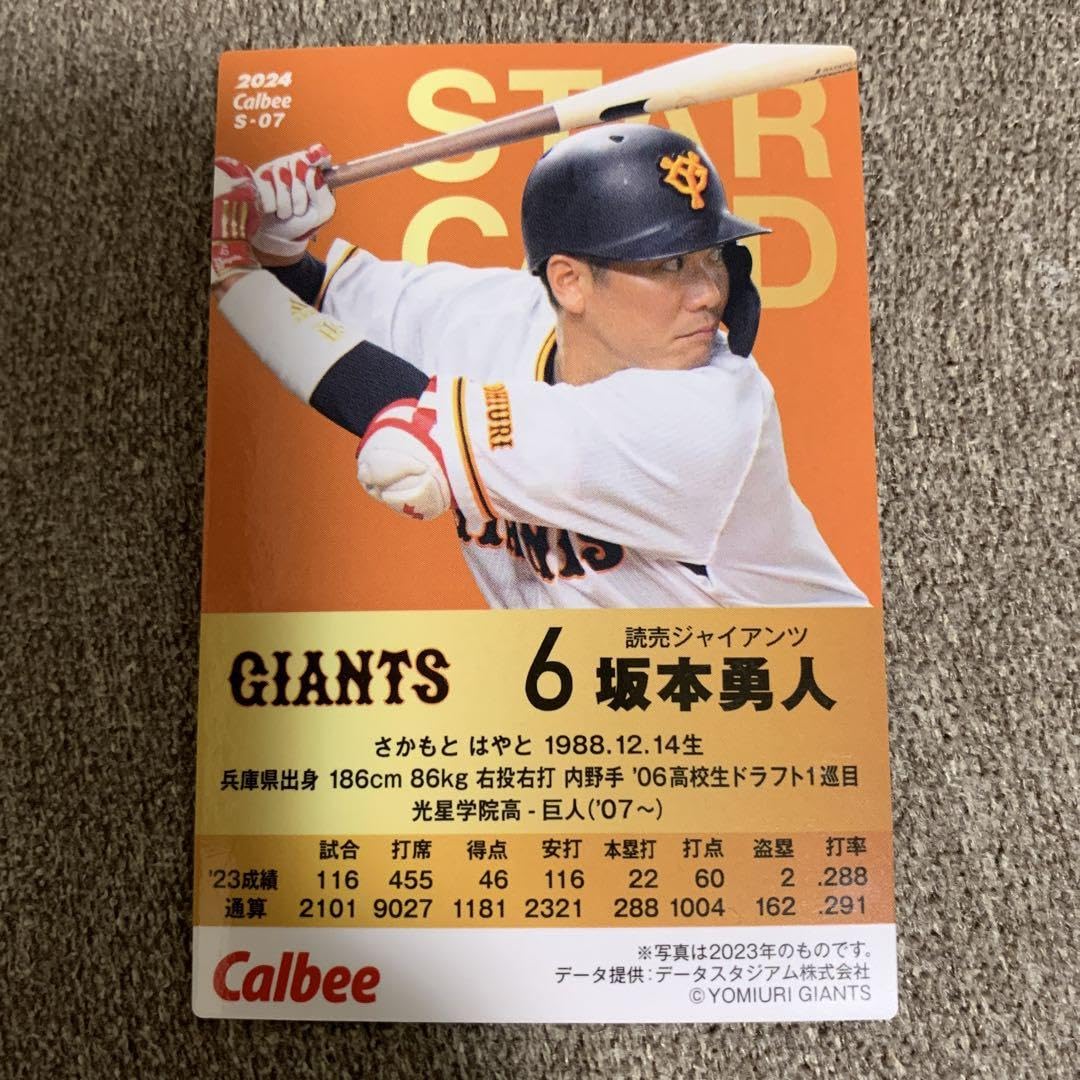 2024
Calbee
S-07
STAR
C D
YOMIURI
GIANTS
GIANTS
6
読売ジャイアンツ
坂本勇人
さかもと はやと 1988.12.14生
兵庫県出身 186cm 86kg 右投右打 内野手 '06高校生ドラフト1巡目
光星学院高 - 巨人('07〜)
試合 打席 得点 安打 本塁打 打点 盗塁 打率
'23成績 116 455 46 116 22 60 2 .288
通算 2101 9027 1181 2321 288 1004 162 .291
Calbee
※写真は2023年のものです。
データ提供：データスタジアム株式会社
©YOMIURI GIANTS